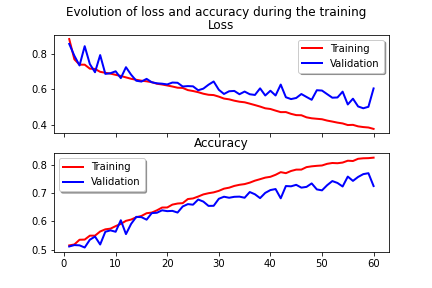 Evolution of loss and accuracy during the training
Loss
Training
Validation
0.8
0.6
0.4
Accuracy
Training
Validation
0.8
0.7
0.6
0.5
0 10 20 30 40 50 60